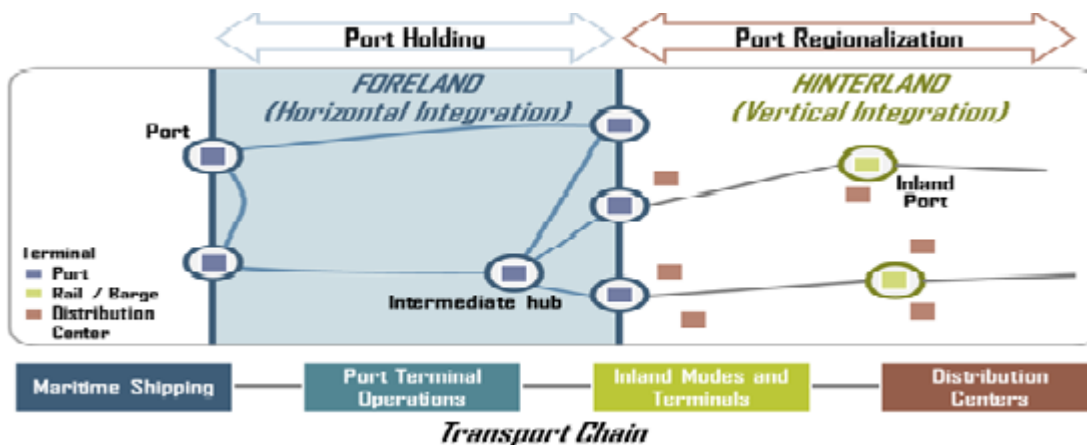 Port Holding
Port Regionalization
FORELAND
(Horizontal Integration)
HINTERLAND
(Vertical Integration)
Port
Inland
Port
Intermediate hub
Terminal
Port
Rail / Barge
Distribution
Center
Maritime Shipping
Port Terminal
Operations
Inland Modes and
Terminals
Distribution
Centers
Transport Chain